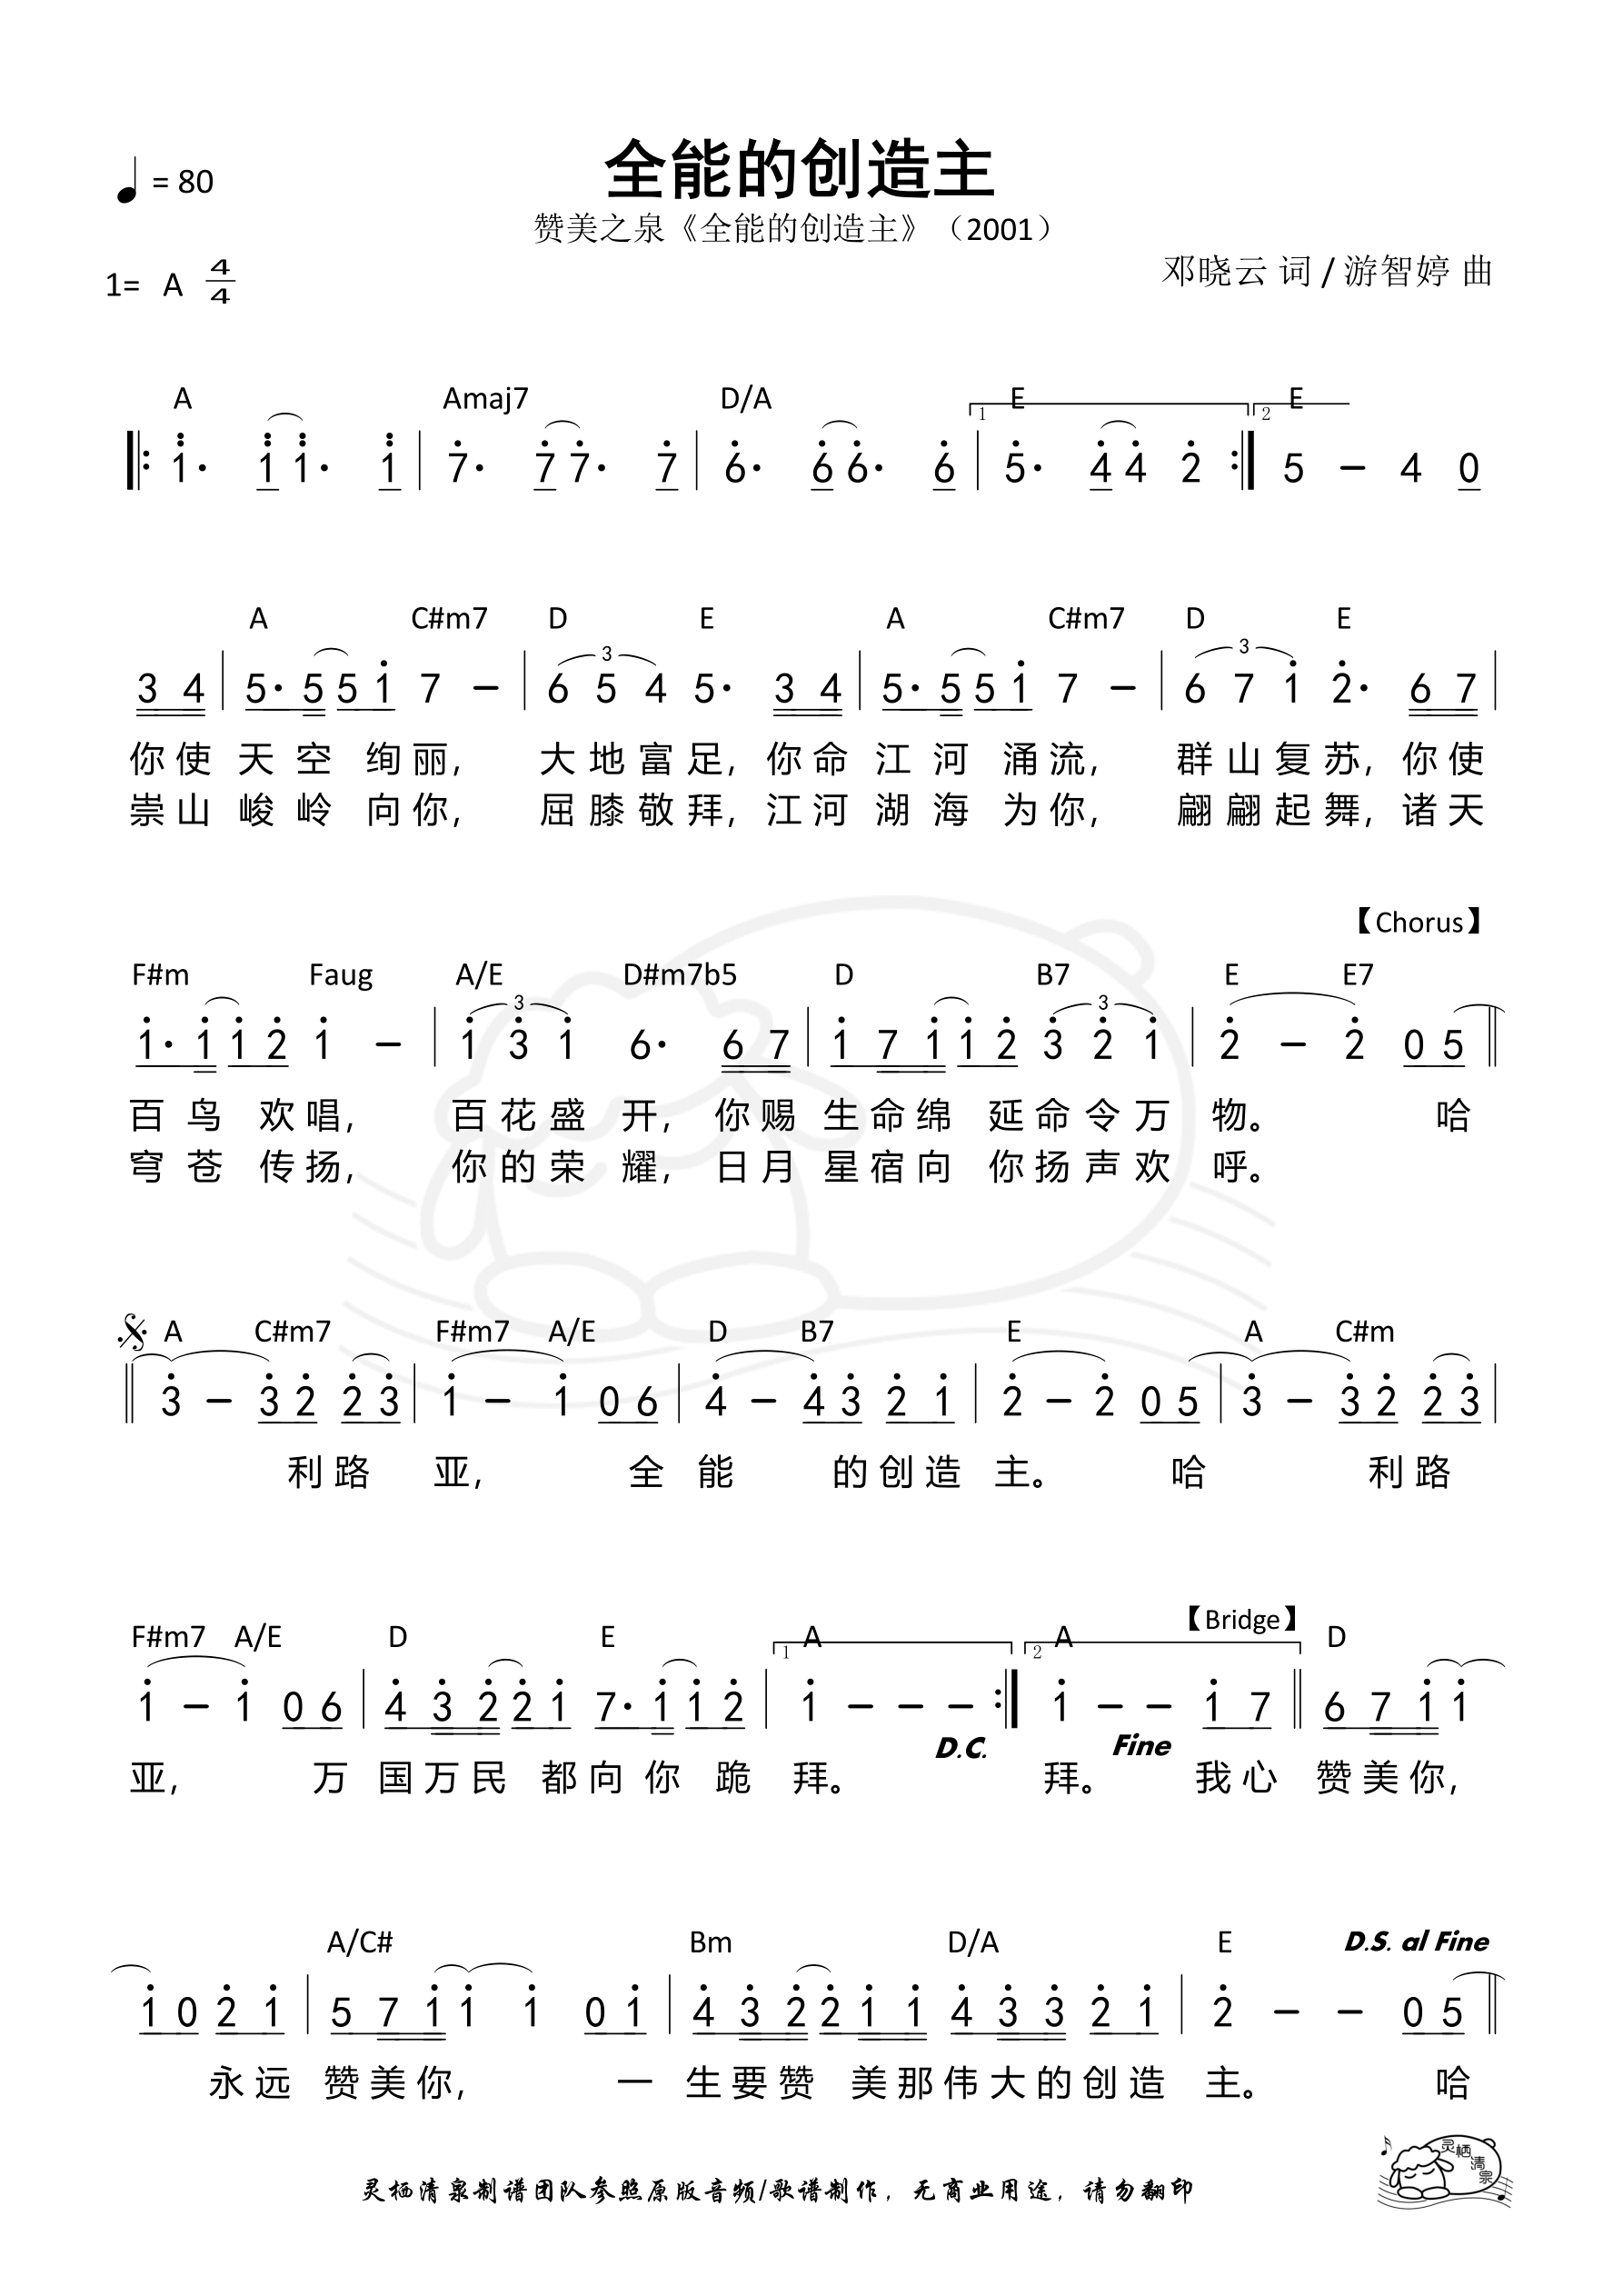 全能的创造主
= 80
赞美之泉《全能的创造主》（2001）
1= A 4/4
邓晓云 词 / 游智婷 曲
A Amaj7 D/A E E
1 2
1· 1 1· 1 | 7· 7 7· 7 | 6· 6 6· 6 | 5· 4 4 2 :| 5 – 4 0
A C#m7 D E A C#m7 D E
3 4 | 5· 5 5 1 7 – | 6 5 4 5· 3 4 | 5· 5 5 1 7 – | 6 7 1 2· 6 7 |
你使天空绚丽, 大地富足, 你命江河涌流, 群山复苏, 你使
崇山峻岭向你, 屈膝敬拜, 江河湖海为你, 翩翩起舞, 诸天
【Chorus】
F#m Faug A/E D#m7b5 D B7 E E7
1· 1 1 2 1 – | 1 3 1 6· 6 7 | 1 7 1 1 2 3 2 1 | 2 – 2 0 5 ||
百鸟欢唱, 百花盛开, 你赐生命绵延命令万物。 哈
穹苍传扬, 你的荣耀, 日月星宿向你扬声欢呼。
A C#m7 F#m7 A/E D B7 E A C#m
|| 3 – 3 2 2 3 | 1 – 1 0 6 | 4 – 4 3 2 1 | 2 – 2 0 5 | 3 – 3 2 2 3 |
利路亚, 全能的创造主。 哈利路
【Bridge】
F#m7 A/E D E A A D
1 2
1 – 1 0 6 | 4 3 2 2 1 7· 1 1 2 | 1 – – – :| 1 – – 1 7 || 6 7 1 1
D.C. Fine
亚, 万国万民都向你跪拜。 拜。 我心赞美你,
A/C# Bm D/A E D.S. al Fine
1 0 2 1 | 5 7 1 1 1 0 1 | 4 3 2 2 1 1 4 3 3 2 1 | 2 – – 0 5 ||
永远赞美你, 一生要赞美那伟大的创造主。 哈
灵栖清泉制谱团队参照原版音频/歌谱制作，无商业用途，请勿翻印
灵栖清泉